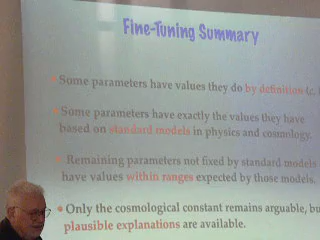 Fine-Tuning Summary
Some parameters have values they do by definition (c,
Some parameters have exactly the values they have
based on standard models in physics and cosmology.
Remaining parameters not fixed by standard models
have values within ranges expected by those models.
Only the cosmological constant remains arguable, bu
plausible explanations are available.